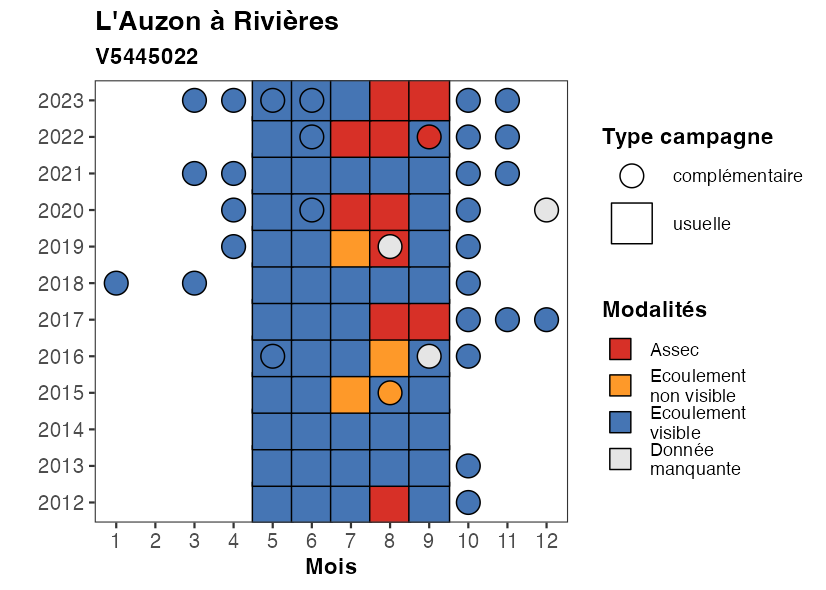 L'Auzon à Rivières
V5445022
2023
2022
2021
2020
2019
2018
2017
2016
2015
2014
2013
2012
1 2 3 4 5 6 7 8 9 10 11 12
Mois
Type campagne
complémentaire
usuelle
Modalités
Assec
Ecoulement
non visible
Ecoulement
visible
Donnée
manquante